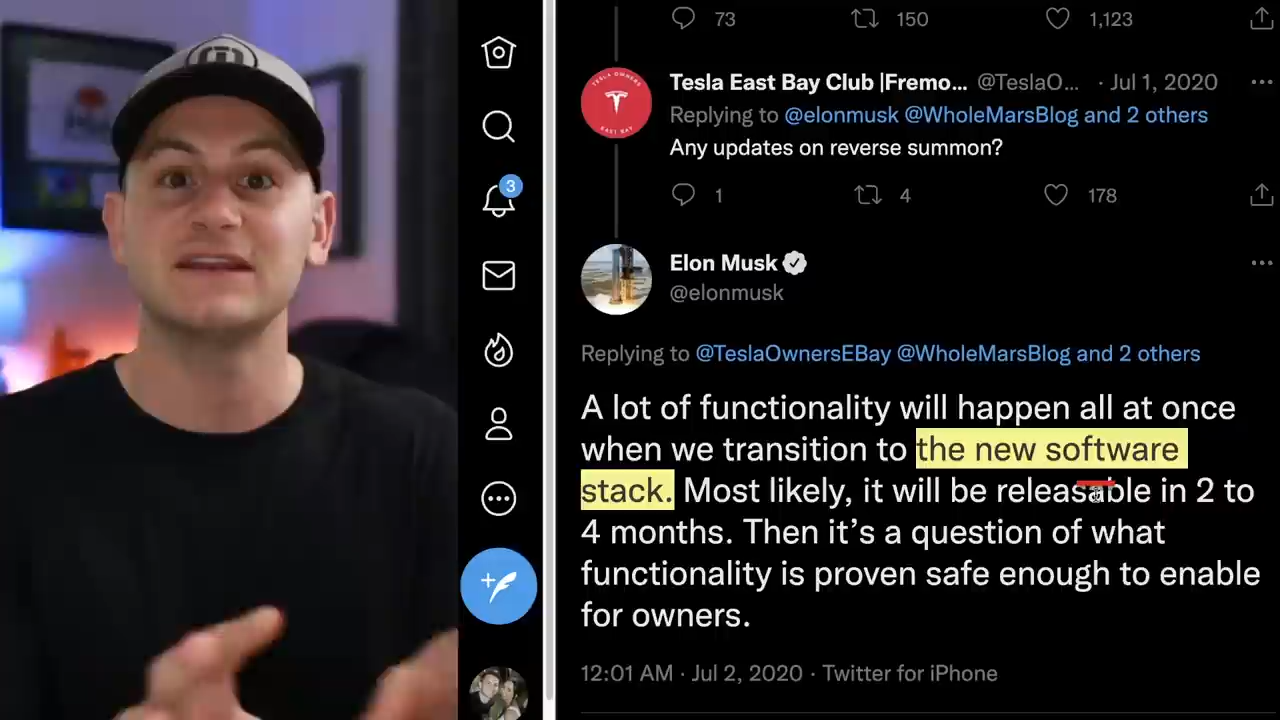 73 150 1,123
Tesla East Bay Club |Fremo... @TeslaO... · Jul 1, 2020
Replying to @elonmusk @WholeMarsBlog and 2 others
Any updates on reverse summon?
1 4 178
3
Elon Musk
@elonmusk
Replying to @TeslaOwnersEBay @WholeMarsBlog and 2 others
A lot of functionality will happen all at once
when we transition to the new software
stack. Most likely, it will be releasable in 2 to
4 months. Then it’s a question of what
functionality is proven safe enough to enable
for owners.
12:01 AM · Jul 2, 2020 · Twitter for iPhone
TESLA OWNERS
EAST BAY